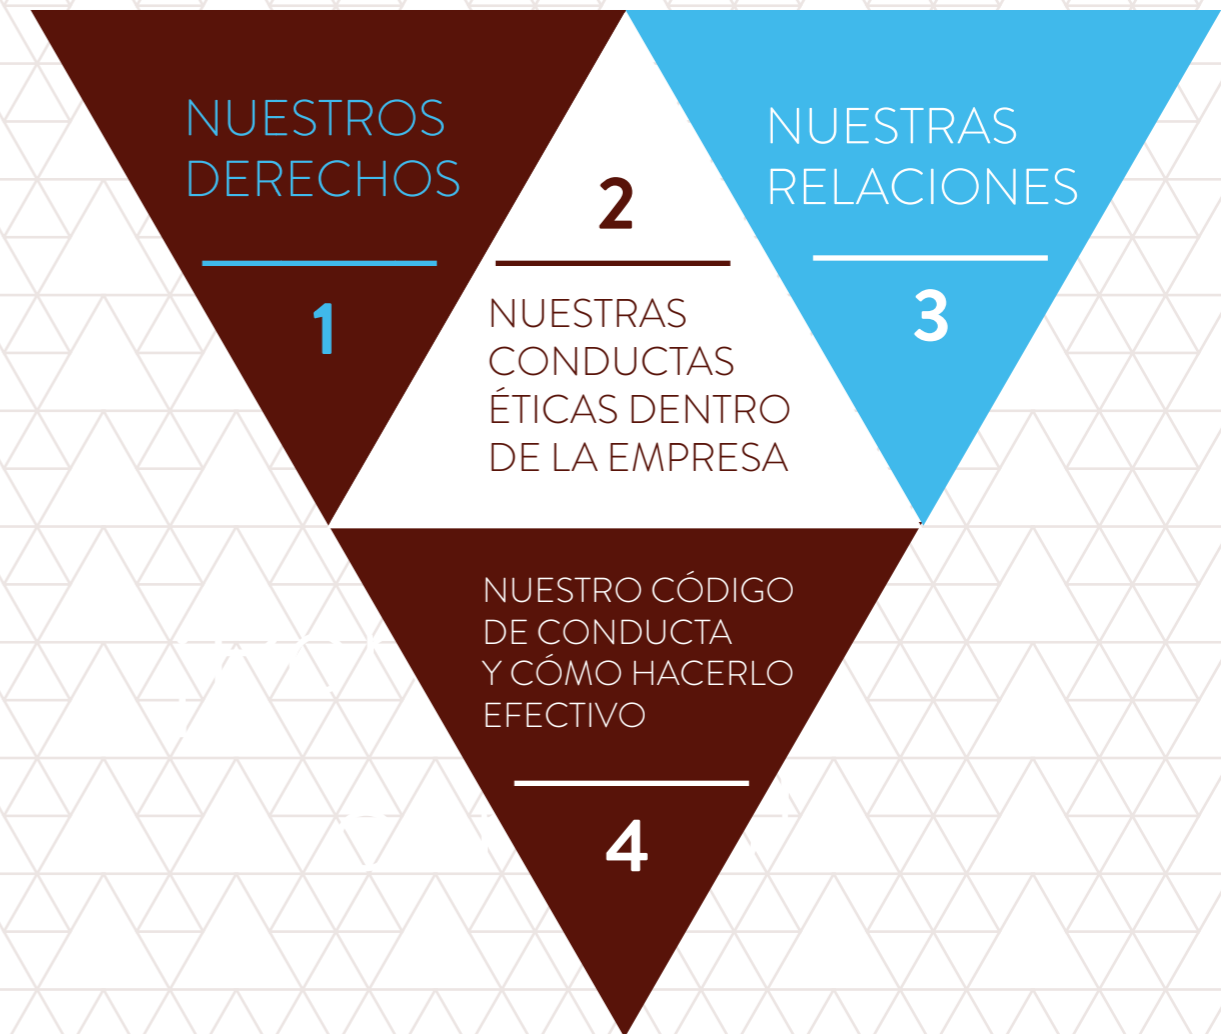 NUESTROS
DERECHOS
1
2
NUESTRAS
CONDUCTAS
ÉTICAS DENTRO
DE LA EMPRESA
NUESTRAS
RELACIONES
3
NUESTRO CÓDIGO
DE CONDUCTA
Y CÓMO HACERLO
EFECTIVO
4